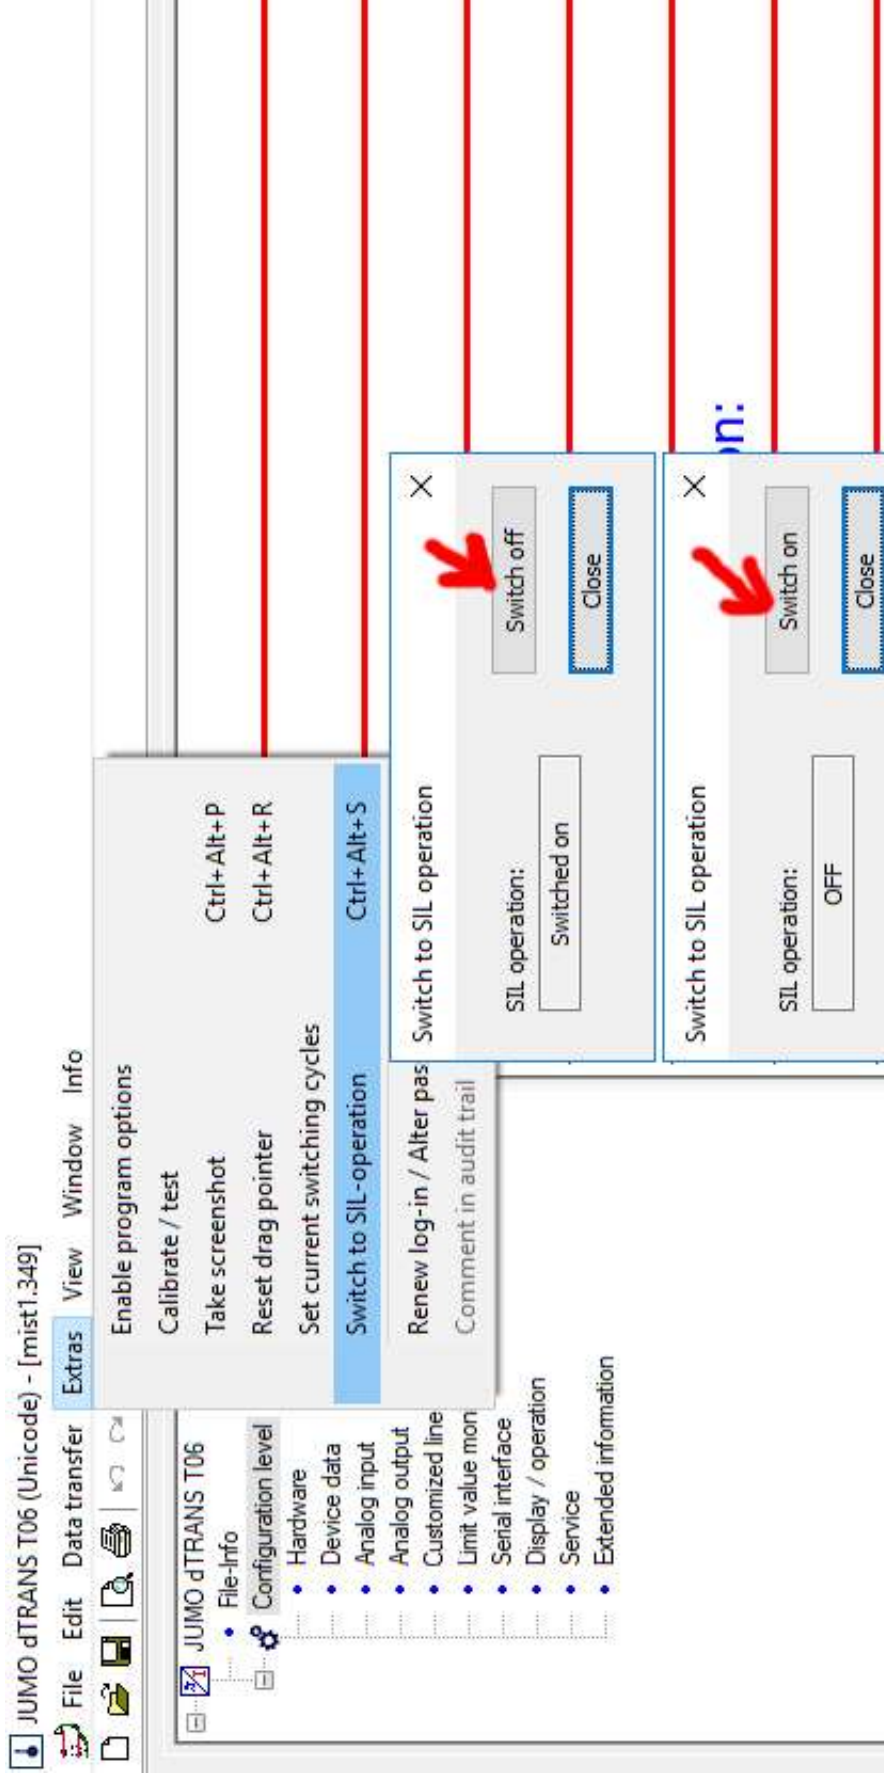 JUMO dTRANS T06 (Unicode) - [mist1.349]
File Edit Data transfer Extras View Window Info
Enable program options
Calibrate / test
Take screenshot Ctrl+Alt+P
Reset drag pointer Ctrl+Alt+R
Set current switching cycles
Switch to SIL-operation Ctrl+Alt+S
Renew log-in / Alter pas
Comment in audit trail
JUMO dTRANS T06
File-Info
Configuration level
Hardware
Device data
Analog input
Analog output
Customized line
Limit value mon
Serial interface
Display / operation
Service
Extended information
Switch to SIL operation
SIL operation:
Switched on
Switch off
Close
Switch to SIL operation
SIL operation:
OFF
Switch on
Close
on: